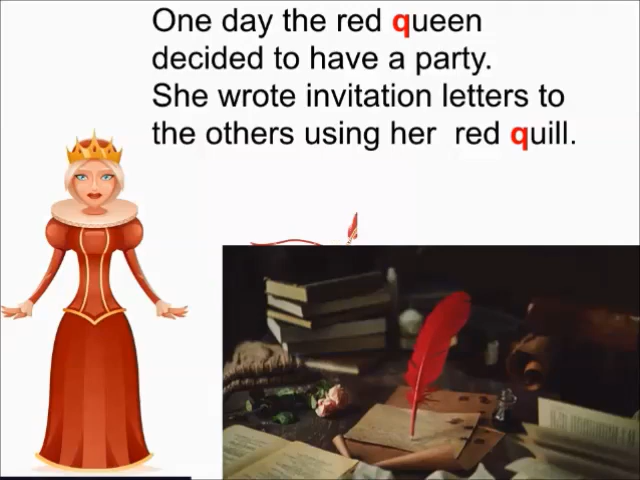 One day the red queen
decided to have a party.
She wrote invitation letters to
the others using her red quill.